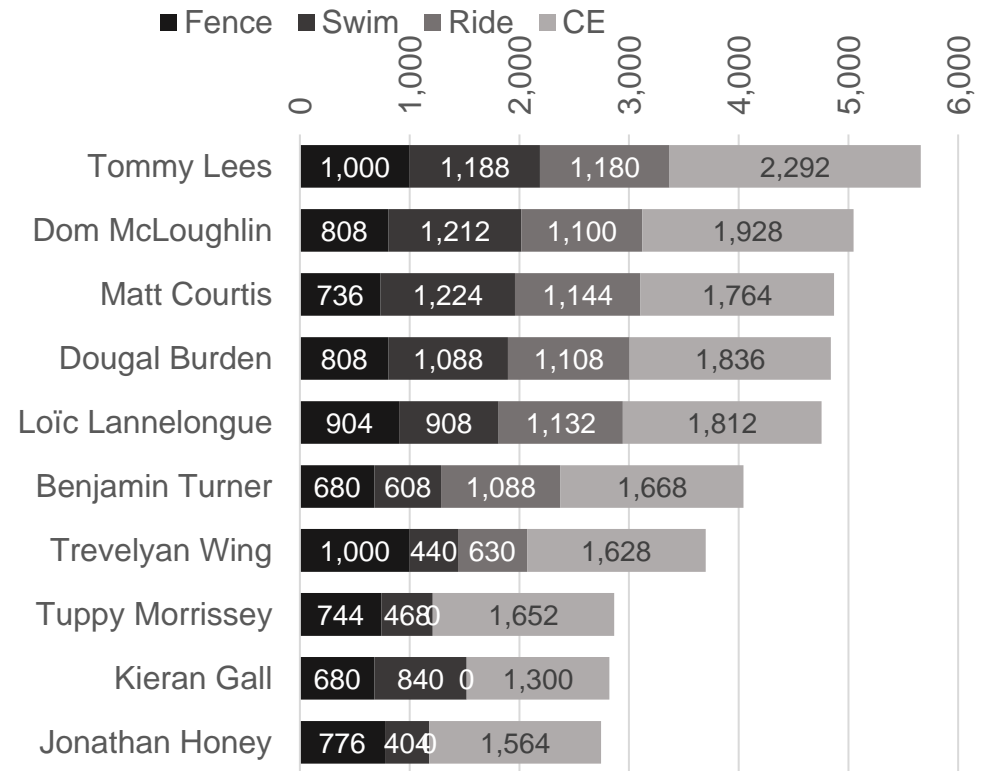 Fence Swim Ride CE
0 1,000 2,000 3,000 4,000 5,000 6,000
Tommy Lees 1,000 1,188 1,180 2,292
Dom McLoughlin 808 1,212 1,100 1,928
Matt Courtis 736 1,224 1,144 1,764
Dougal Burden 808 1,088 1,108 1,836
Loïc Lannelongue 904 908 1,132 1,812
Benjamin Turner 680 608 1,088 1,668
Trevelyan Wing 1,000 440 630 1,628
Tuppy Morrissey 744 468 0 1,652
Kieran Gall 680 840 0 1,300
Jonathan Honey 776 404 0 1,564